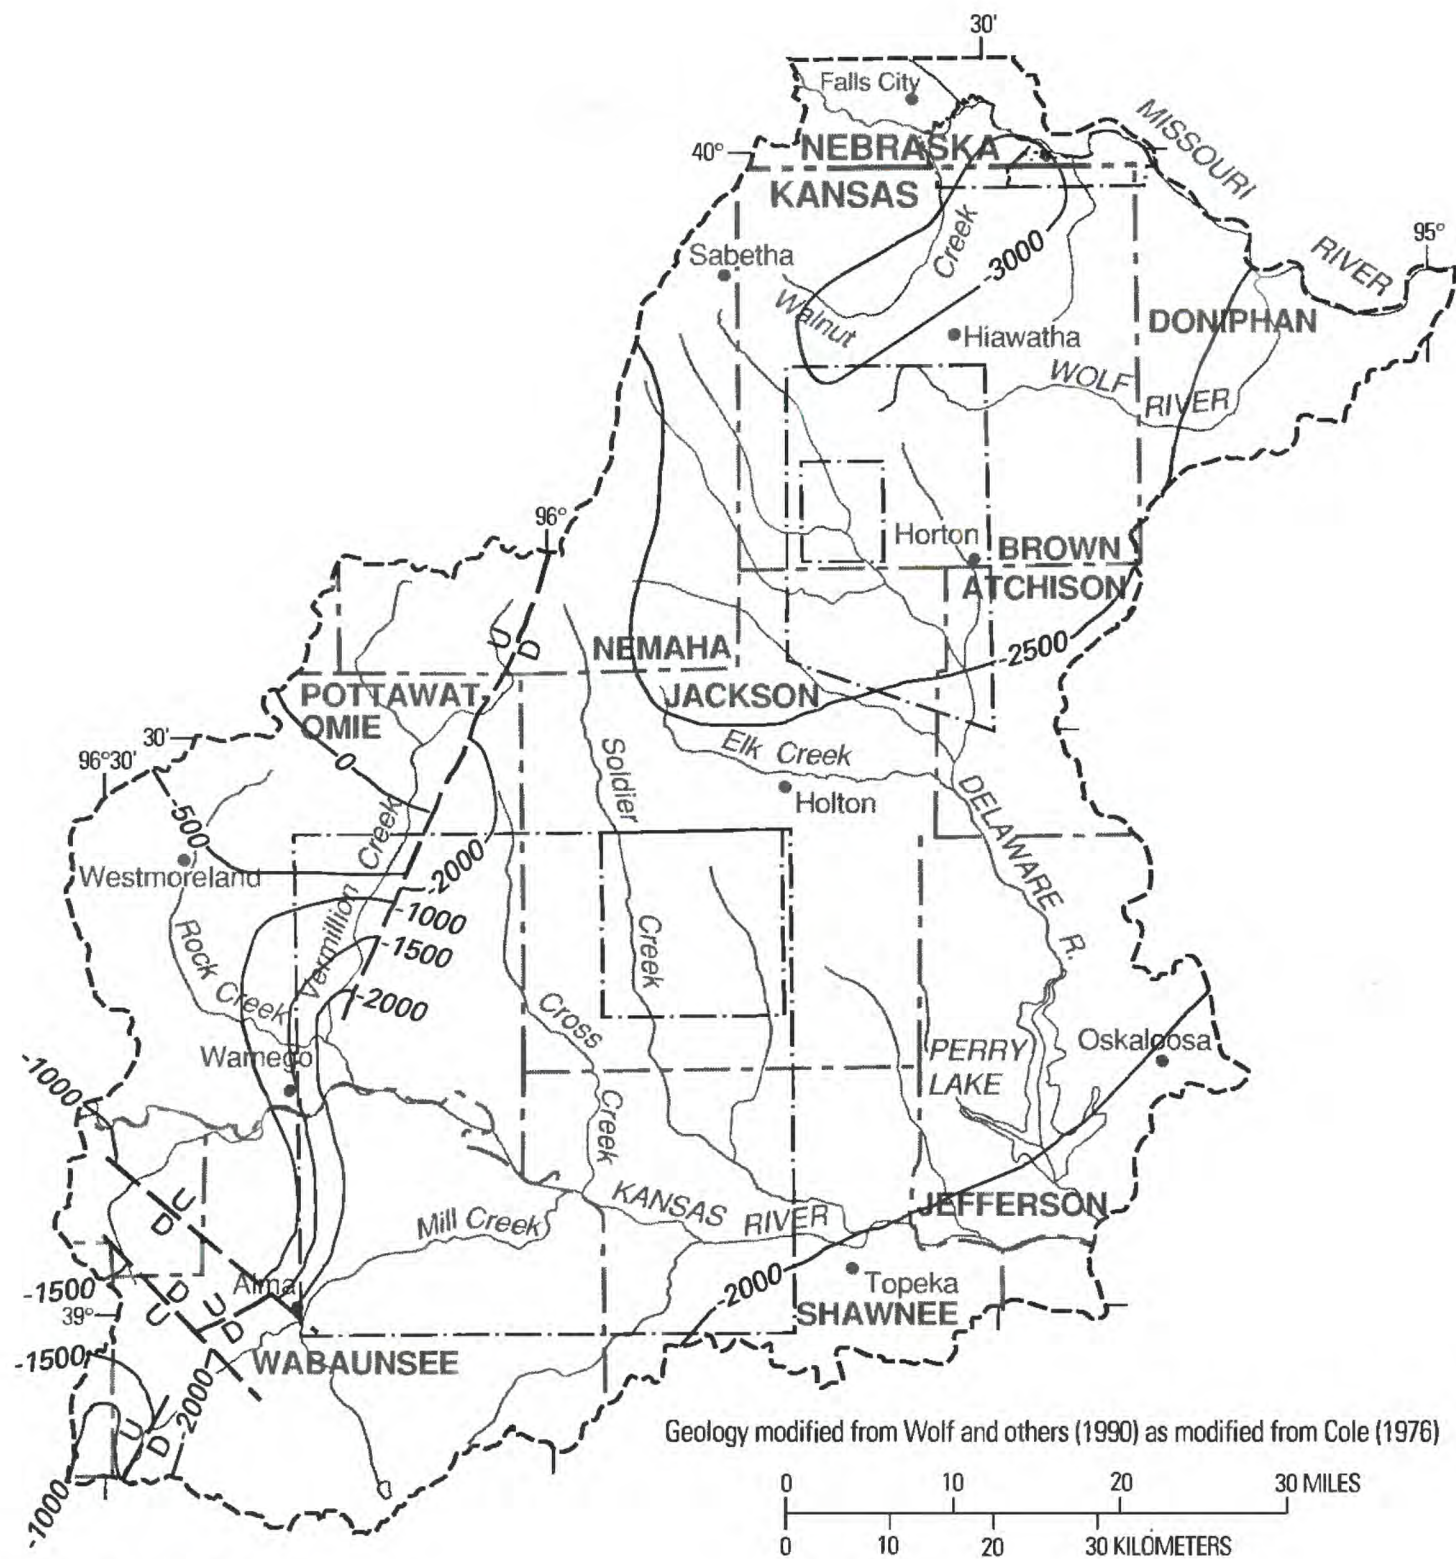 30'
Falls City
MISSOURI
40°
NEBRASKA
KANSAS
RIVER
95°
Creek
-3000
Sabetha
Walnut
DONIPHAN
Hiawatha
WOLF
RIVER
96°
Horton
BROWN
ATCHISON
U
D
NEMAHA
-2500
POTTAWAT-
OMIE
JACKSON
30'
96°30'
0
Soldier
Elk Creek
Holton
-500
Creek
DELAWARE R.
Westmoreland
-2000
-1000
Vermillion
-1500
Rock Creek
Creek
-2000
Cross
Wamego
PERRY
LAKE
Oskaloosa
-1000
Creek
U
D
KANSAS RIVER
JEFFERSON
Mill Creek
-1500
D
U
Alma
U
D
-2000
Topeka
39°
SHAWNEE
-1500
WABAUNSEE
-2000
U
D
-1000
Geology modified from Wolf and others (1990) as modified from Cole (1976)
0 10 20 30 MILES
0 10 20 30 KILOMETERS